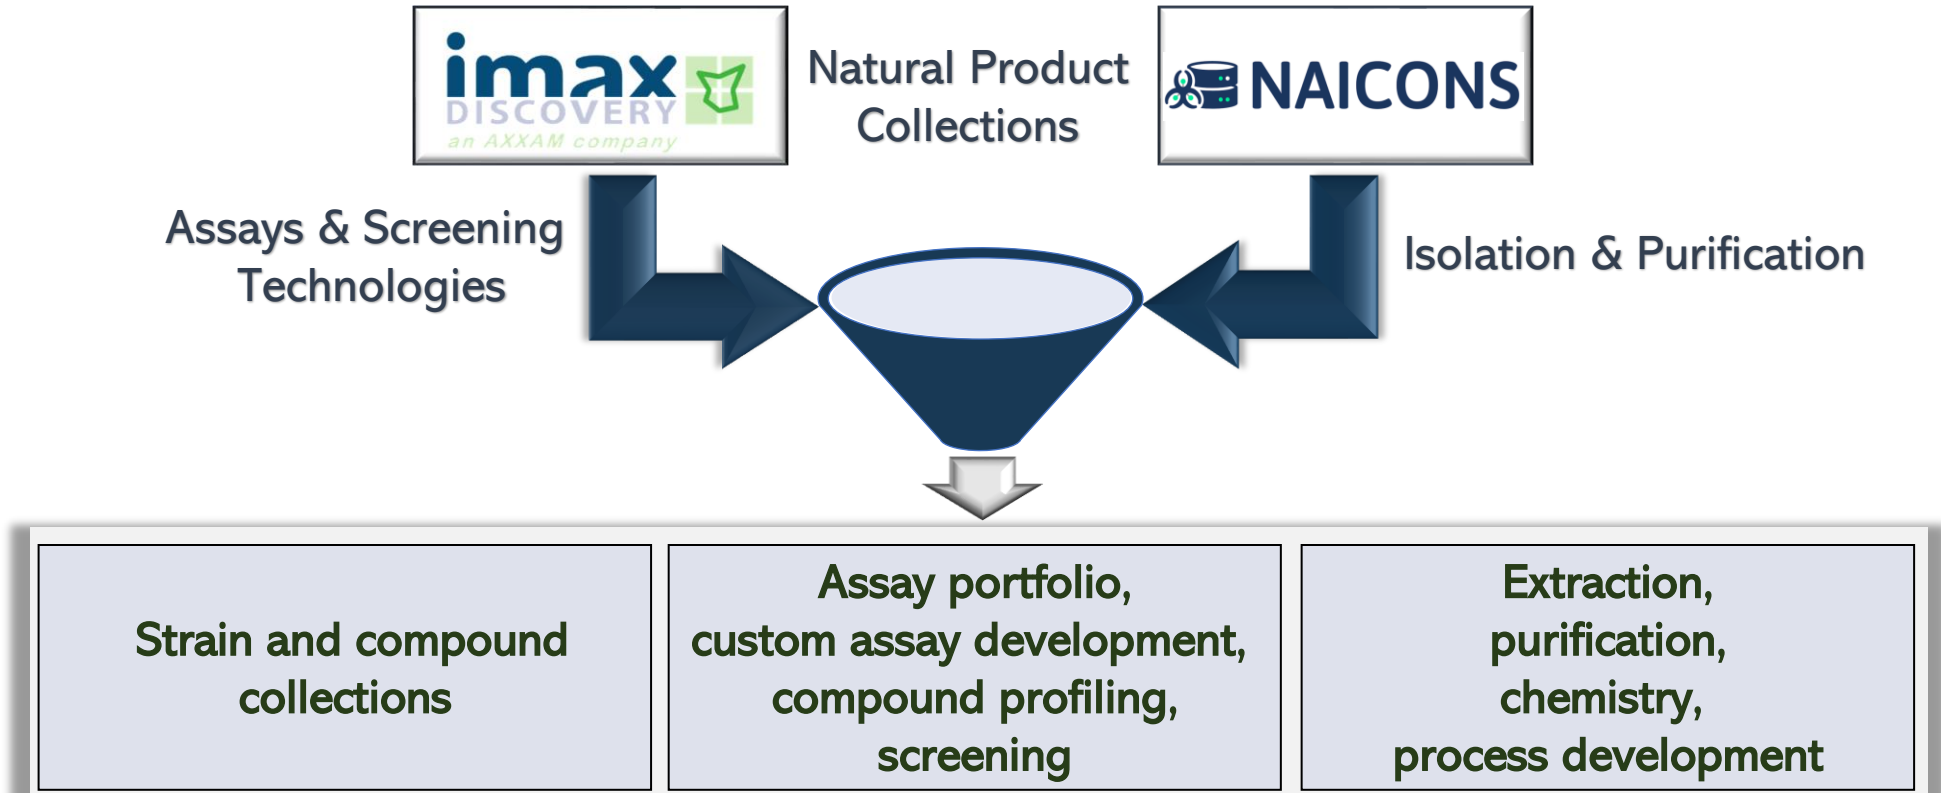 imax
DISCOVERY
an AXXAM company
Natural Product
Collections
NAICONS
Assays & Screening
Technologies
Isolation & Purification
Strain and compound
collections
Assay portfolio,
custom assay development,
compound profiling,
screening
Extraction,
purification,
chemistry,
process development